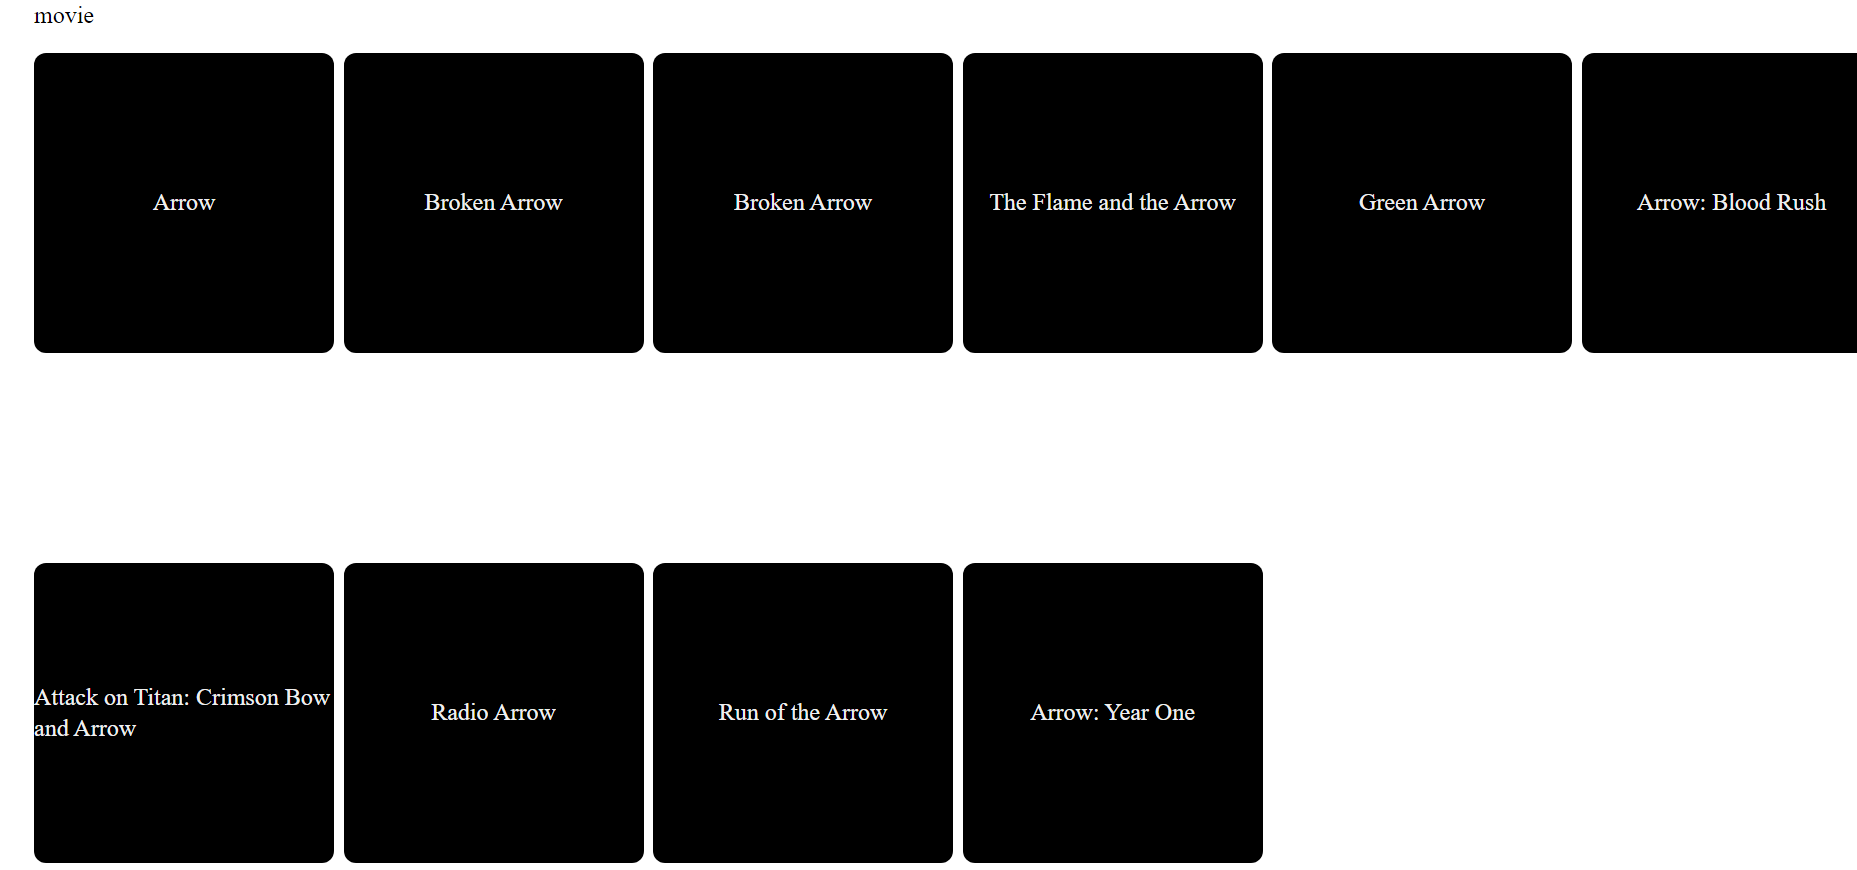 movie
Arrow
Broken Arrow
Broken Arrow
The Flame and the Arrow
Green Arrow
Arrow: Blood Rush
Attack on Titan: Crimson Bow
and Arrow
Radio Arrow
Run of the Arrow
Arrow: Year One